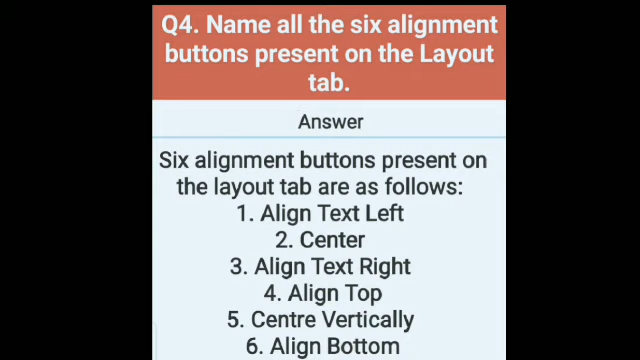 Q4. Name all the six alignment
buttons present on the Layout
tab.
Answer
Six alignment buttons present on
the layout tab are as follows:
1. Align Text Left
2. Center
3. Align Text Right
4. Align Top
5. Centre Vertically
6. Align Bottom